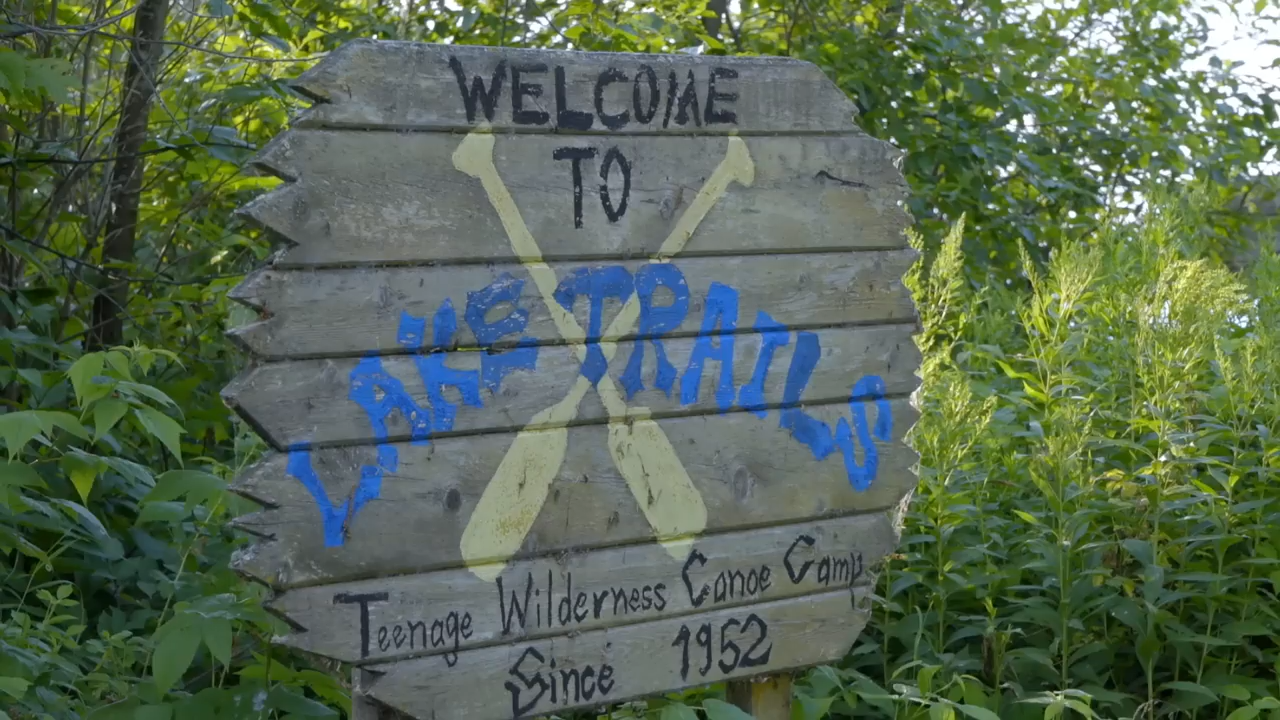 WELCOME
TO
LAKE TRAILS
Teenage Wilderness Canoe Camp
Since 1952